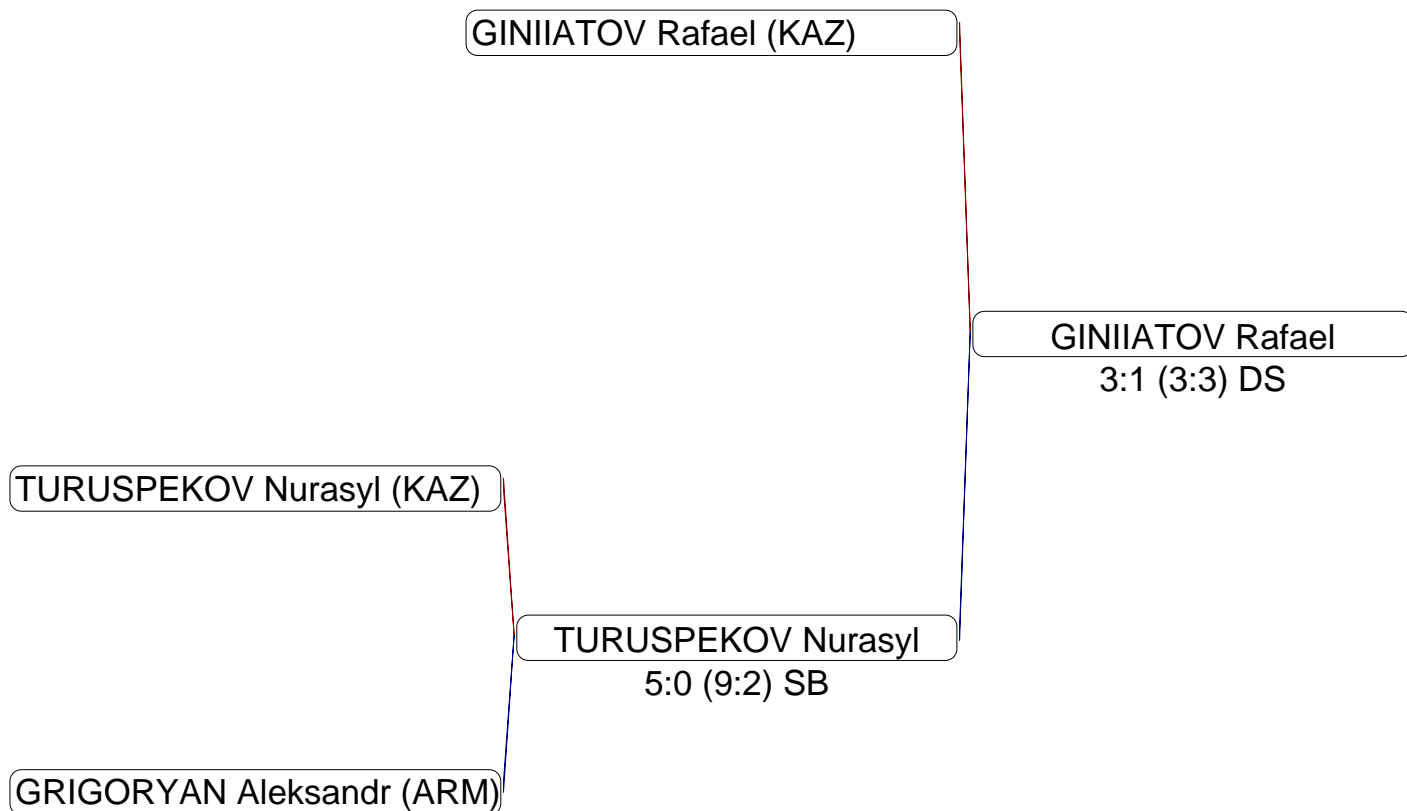 GINIIATOV Rafael (KAZ)
GINIIATOV Rafael
3:1 (3:3) DS
TURUSPEKOV Nurasyl (KAZ)
TURUSPEKOV Nurasyl
5:0 (9:2) SB
GRIGORYAN Aleksandr (ARM)